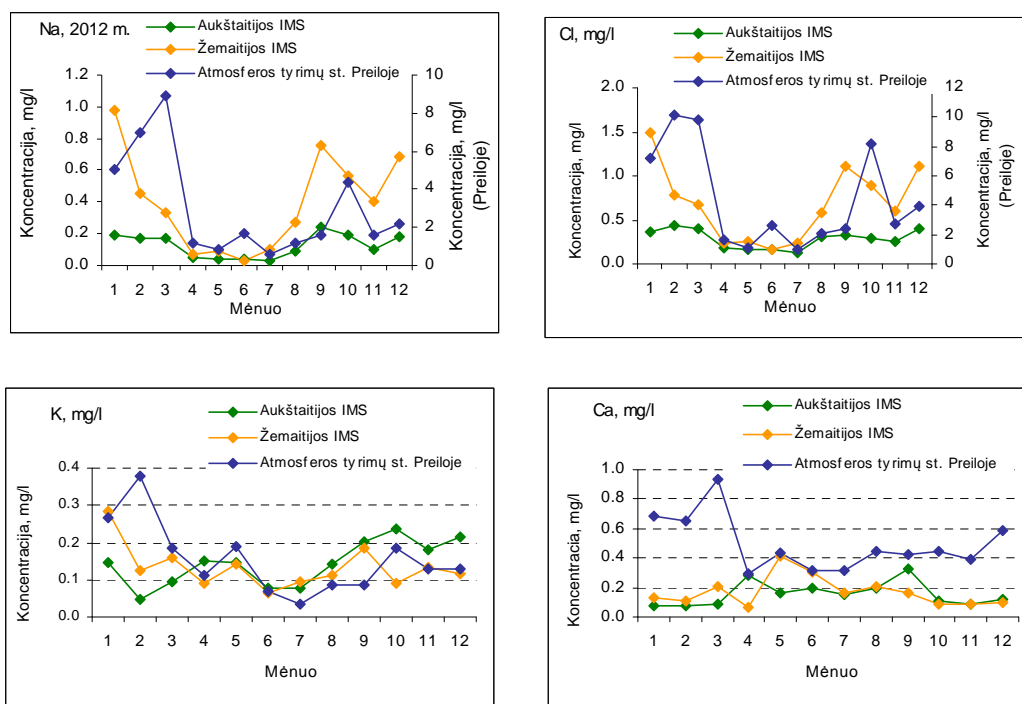 Na, 2012 m.
Aukštaitijos IMS
Žemaitijos IMS
Atmosferos tyrimų st. Preiloje
Koncentracija, mg/l
1.2
1.0
0.8
0.6
0.4
0.2
0.0
10
8
6
4
2
0
Koncentracija, mg/l
(Preiloje)
1 2 3 4 5 6 7 8 9 10 11 12
Mėnuo
Cl, mg/l
Aukštaitijos IMS
Žemaitijos IMS
Atmosferos tyrimų st. Preiloje
Koncentracija, mg/l
2.0
1.5
1.0
0.5
0.0
12
10
8
6
4
2
0
Koncentracija, mg/l
(Preiloje)
1 2 3 4 5 6 7 8 9 10 11 12
Mėnuo
K, mg/l
Aukštaitijos IMS
Žemaitijos IMS
Atmosferos tyrimų st. Preiloje
Koncentracija, mg/l
0.4
0.3
0.2
0.1
0.0
1 2 3 4 5 6 7 8 9 10 11 12
Mėnuo
Ca, mg/l
Aukštaitijos IMS
Žemaitijos IMS
Atmosferos tyrimų st. Preiloje
Koncentracia, mg/l
1.0
0.8
0.6
0.4
0.2
0.0
1 2 3 4 5 6 7 8 9 10 11 12
Mėnuo